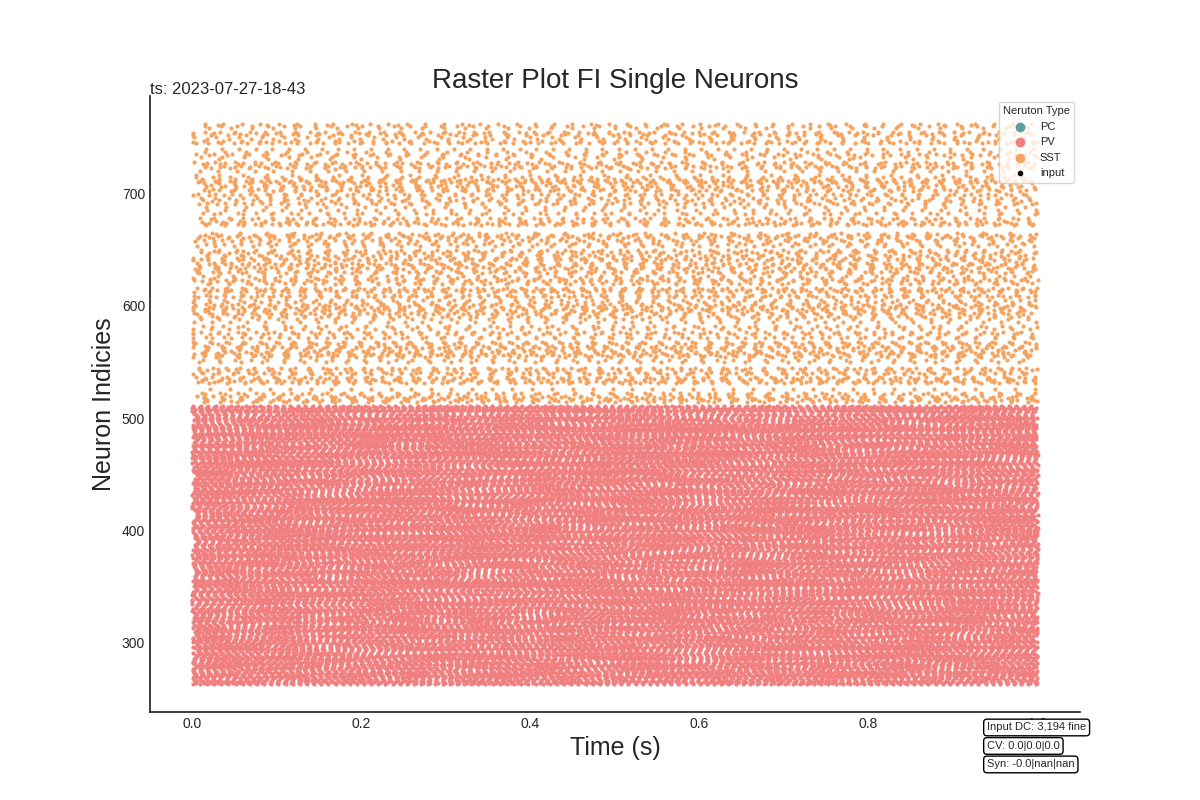 Raster Plot FI Single Neurons
ts: 2023-07-27-18-43
Neruton Type
PC
PV
SST
input
700
600
500
400
300
Neuron Indicies
0.0 0.2 0.4 0.6 0.8
Time (s)
Input DC: 3,194 fine
CV: 0.0|0.0|0.0
Syn: -0.0|nan|nan